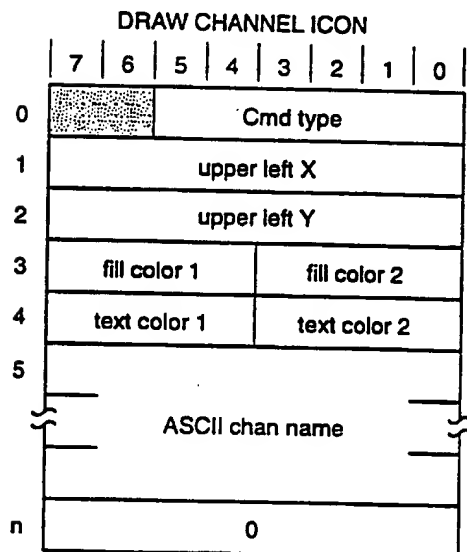 DRAW CHANNEL ICON
7 6 5 4 3 2 1 0
0 Cmd type
1 upper left X
2 upper left Y
3 fill color 1 fill color 2
4 text color 1 text color 2
5
ASCII chan name
n 0